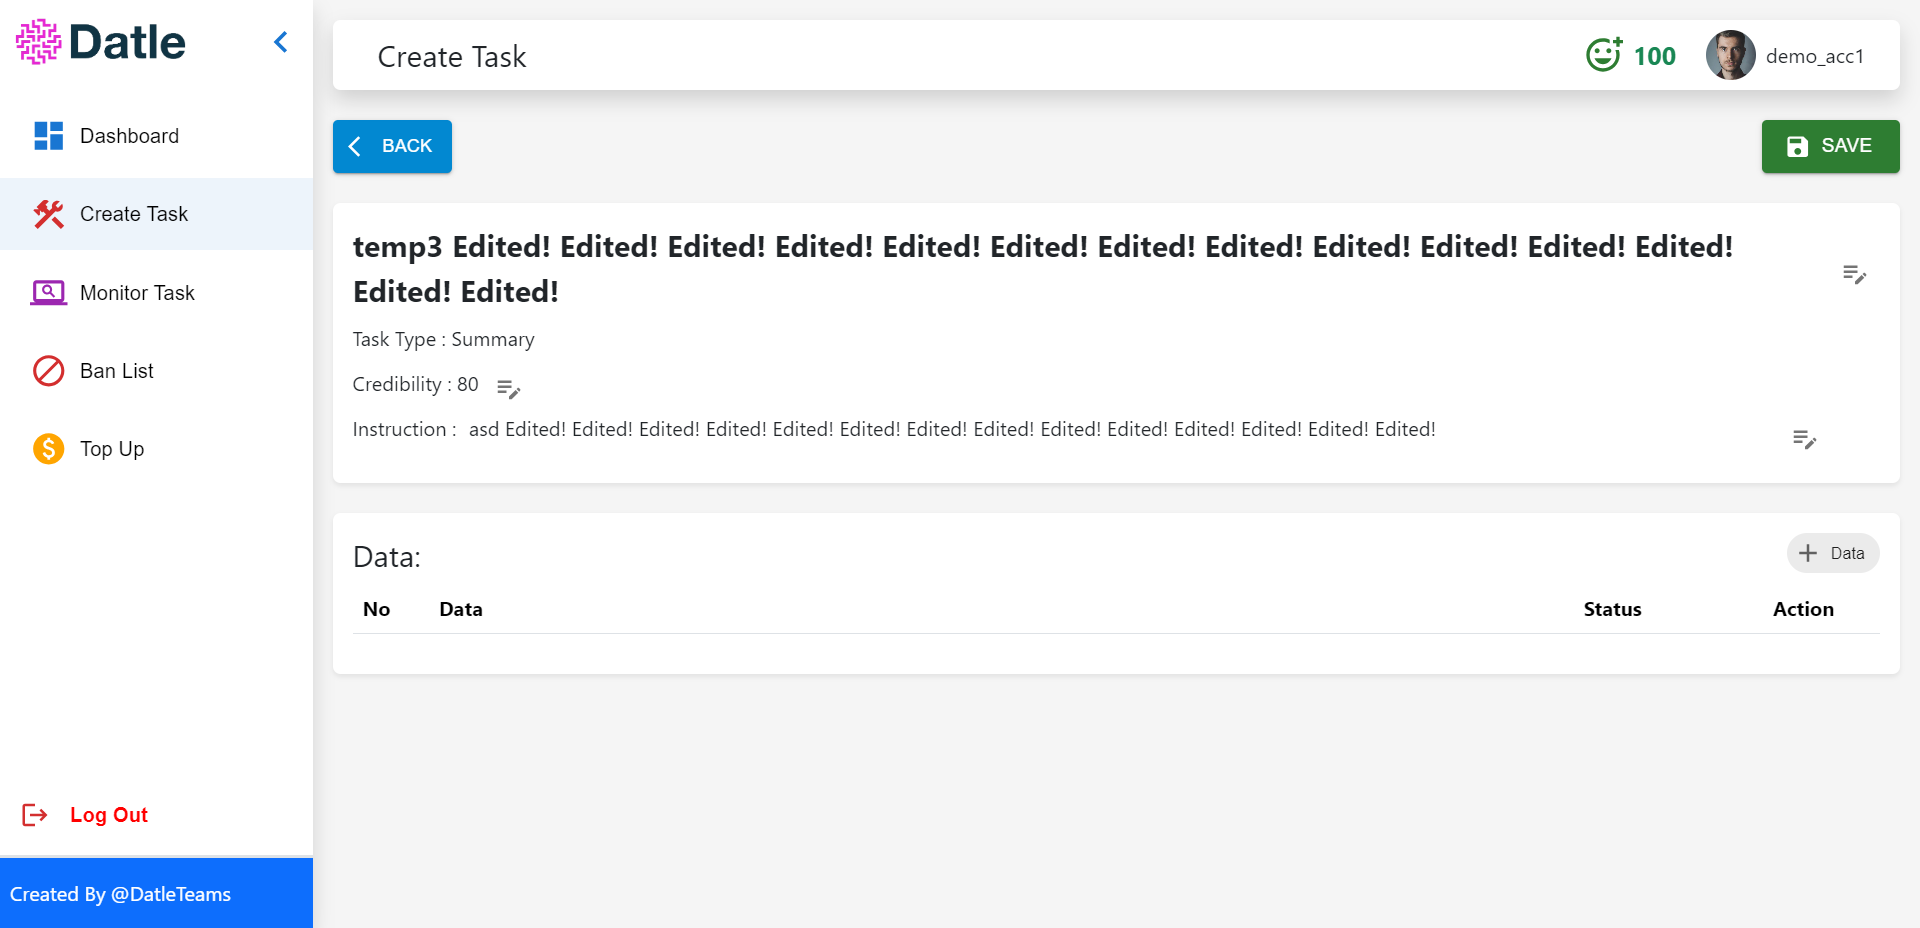 Datle
Dashboard
Create Task
Monitor Task
Ban List
Top Up
Log Out
Created By @DatleTeams
Create Task
100
demo_acc1
BACK
SAVE
temp3 Edited! Edited! Edited! Edited! Edited! Edited! Edited! Edited! Edited! Edited! Edited! Edited!
Edited! Edited!
Task Type : Summary
Credibility : 80
Instruction : asd Edited! Edited! Edited! Edited! Edited! Edited! Edited! Edited! Edited! Edited! Edited! Edited! Edited! Edited!
Data:
Data
No Data Status Action